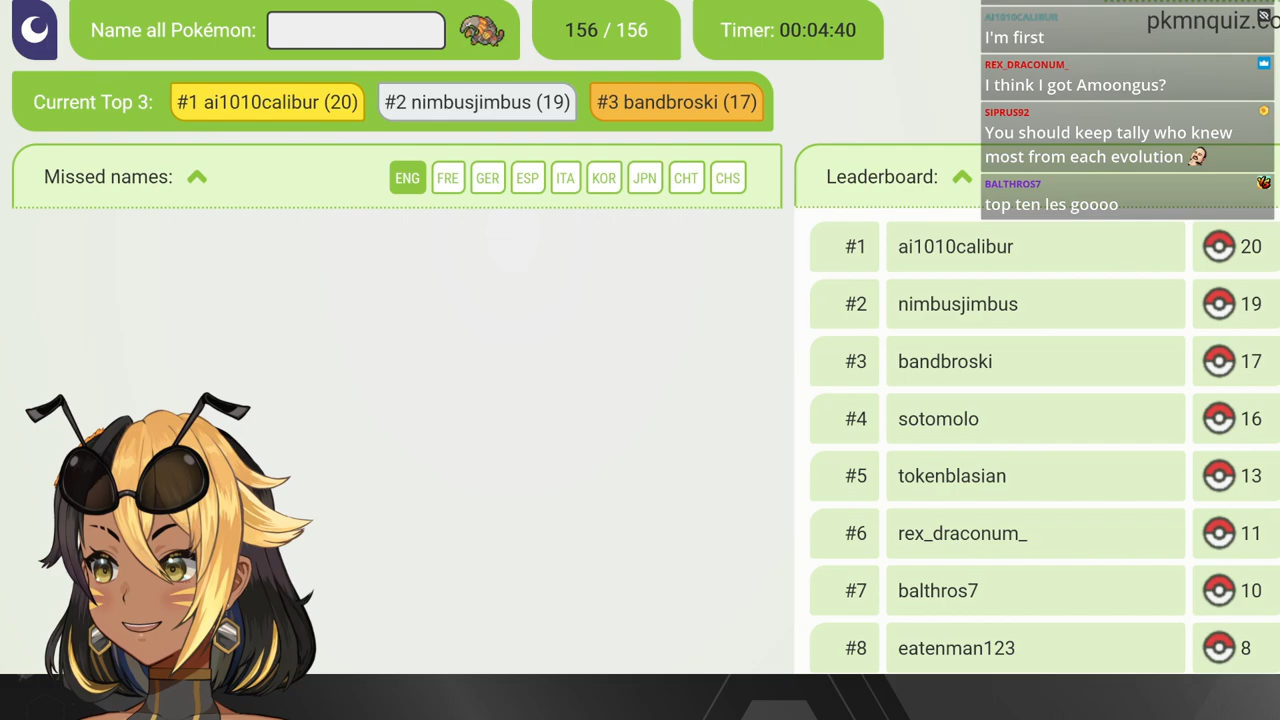 Name all Pokémon:
156 / 156
Timer: 00:04:40
pkmnquiz.co
Current Top 3:
#1 ai1010calibur (20)
#2 nimbusjimbus (19)
#3 bandbroski (17)
AI1010CALIBUR
I'm first
REX_DRACONUM_
I think I got Amoongus?
SIPRUS92
You should keep tally who knew
most from each evolution
BALTHROS7
top ten les goooo
Missed names:
ENG
FRE
GER
ESP
ITA
KOR
JPN
CHT
CHS
Leaderboard:
#1 ai1010calibur 20
#2 nimbusjimbus 19
#3 bandbroski 17
#4 sotomolo 16
#5 tokenblasian 13
#6 rex_draconum_ 11
#7 balthros7 10
#8 eatenman123 8